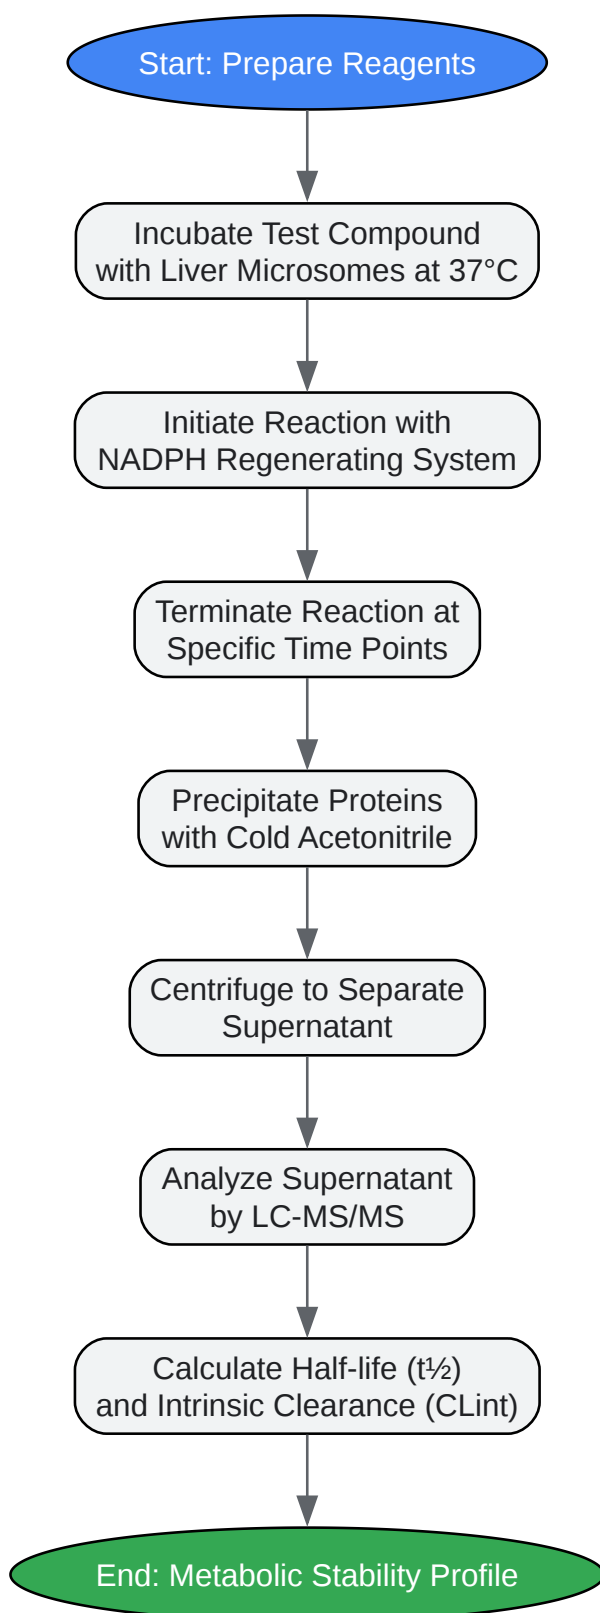 Start: Prepare Reagents
Incubate Test Compound
with Liver Microsomes at 37°C
Initiate Reaction with
NADPH Regenerating System
Terminate Reaction at
Specific Time Points
Precipitate Proteins
with Cold Acetonitrile
Centrifuge to Separate
Supernatant
Analyze Supernatant
by LC-MS/MS
Calculate Half-life (t½)
and Intrinsic Clearance (CLint)
End: Metabolic Stability Profile